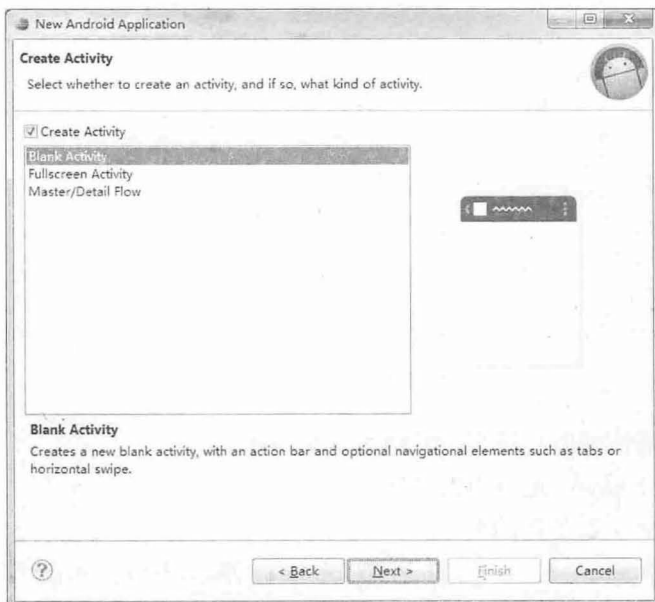 New Android Application
Create Activity
Select whether to create an activity, and if so, what kind of activity.
Create Activity
Blank Activity
Fullscreen Activity
Master/Detail Flow
Blank Activity
Creates a new blank activity, with an action bar and optional navigational elements such as tabs or
horizontal swipe.
?
< Back
Next >
Finish
Cancel